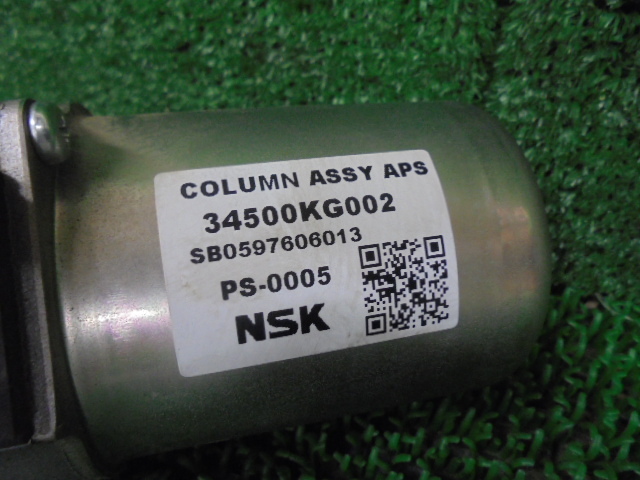 COLUMN ASSY APS
34500KG002
SB0597606013
PS-0005
NSK